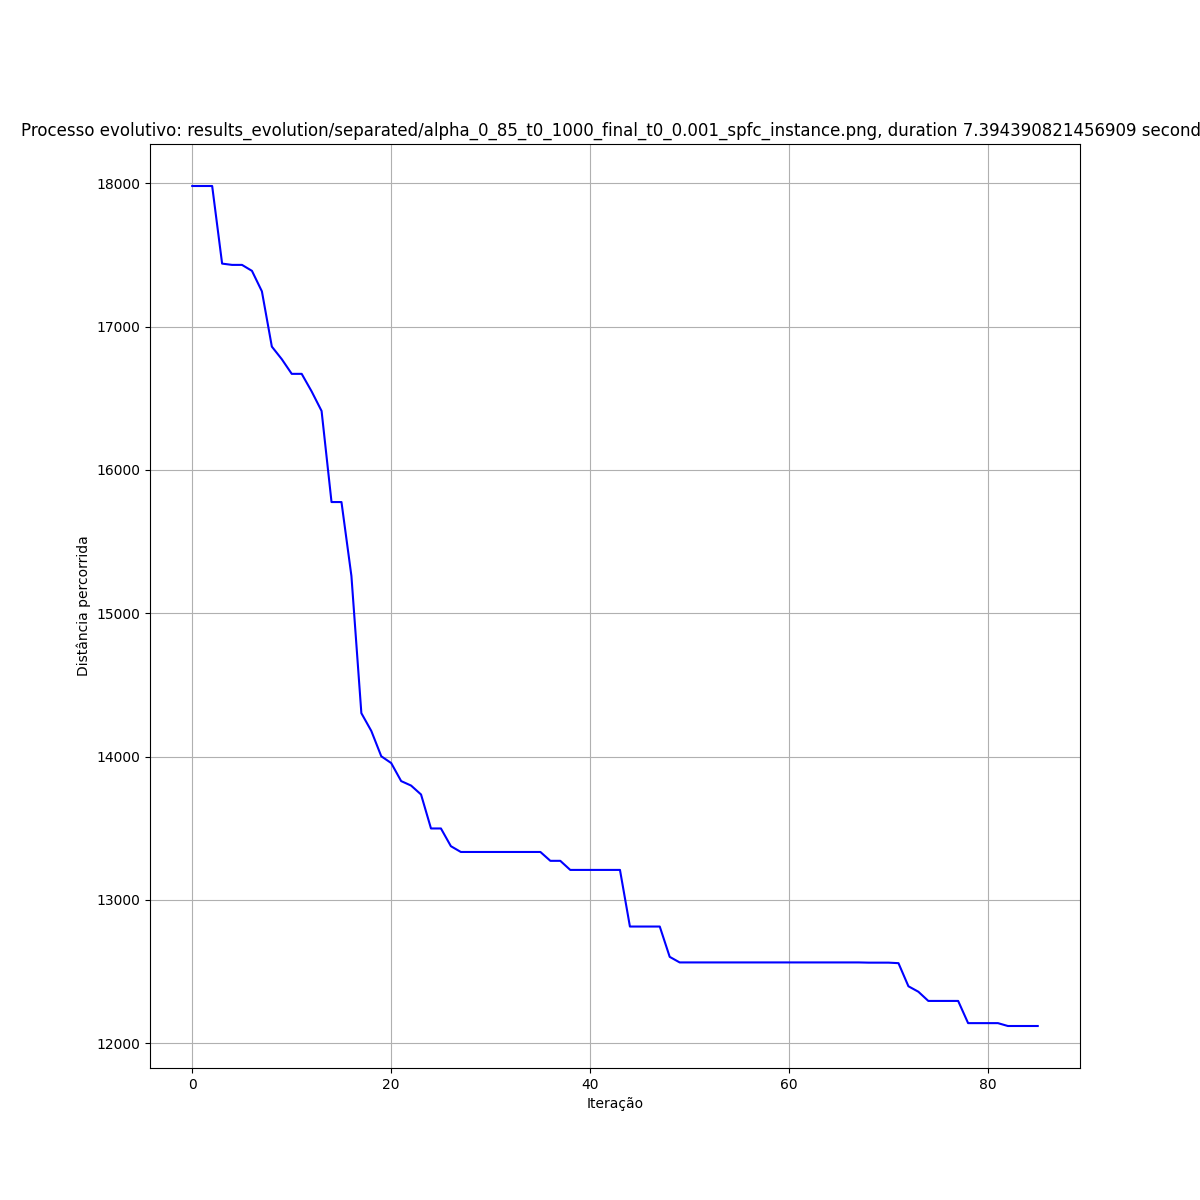 Processo evolutivo: results_evolution/separated/alpha_0_85_t0_1000_final_t0_0.001_spfc_instance.png, duration 7.394390821456909 second
18000
17000
16000
15000
14000
13000
12000
Distância percorrida
0 20 40 60 80
Iteração